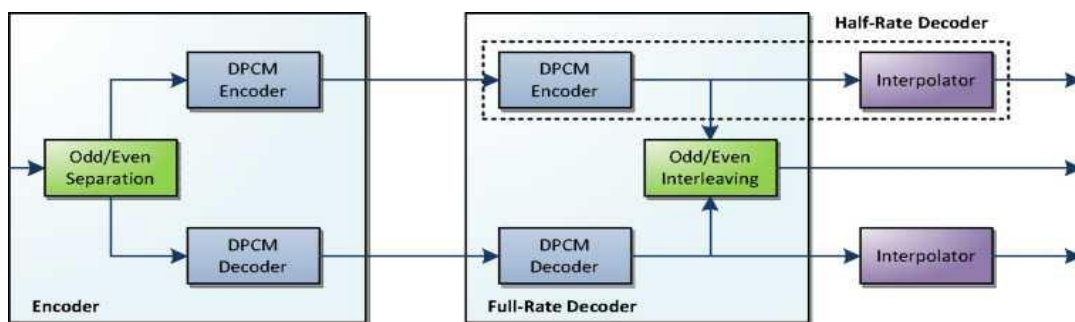 Half-Rate Decoder
DPCM
Encoder
DPCM
Encoder
Interpolator
Odd/Even
Separation
Odd/Even
Interleaving
DPCM
Decoder
DPCM
Decoder
Interpolator
Encoder
Full-Rate Decoder